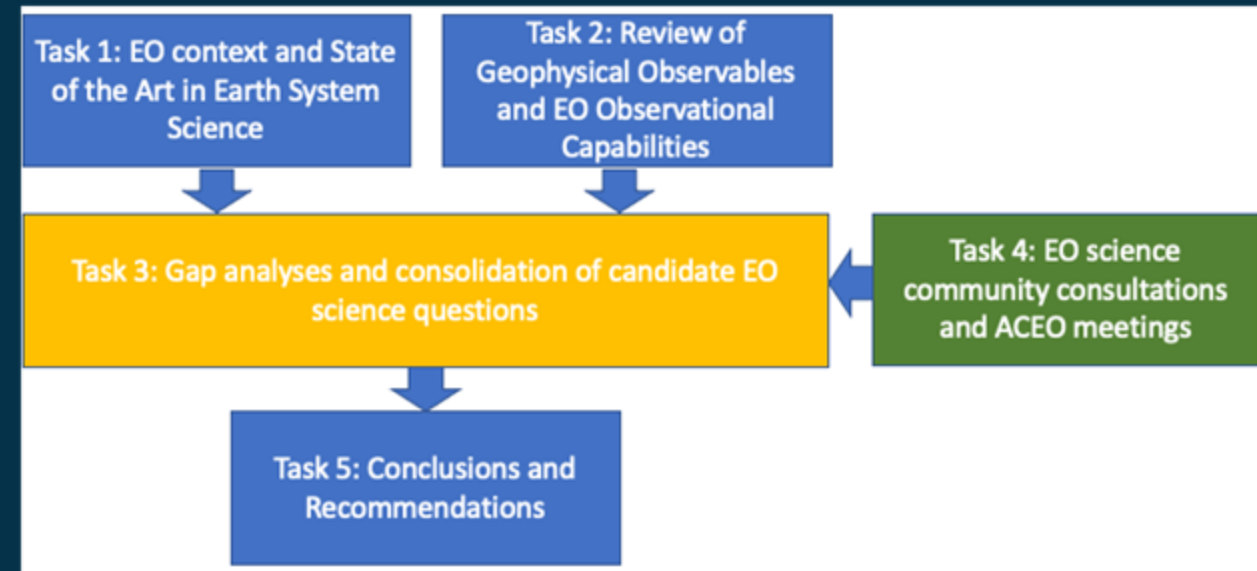 Task 1: EO context and State
of the Art in Earth System
Science
Task 2: Review of
Geophysical Observables
and EO Observational
Capabilities
Task 3: Gap analyses and consolidation of candidate EO
science questions
Task 4: EO science
community consultations
and ACEO meetings
Task 5: Conclusions and
Recommendations